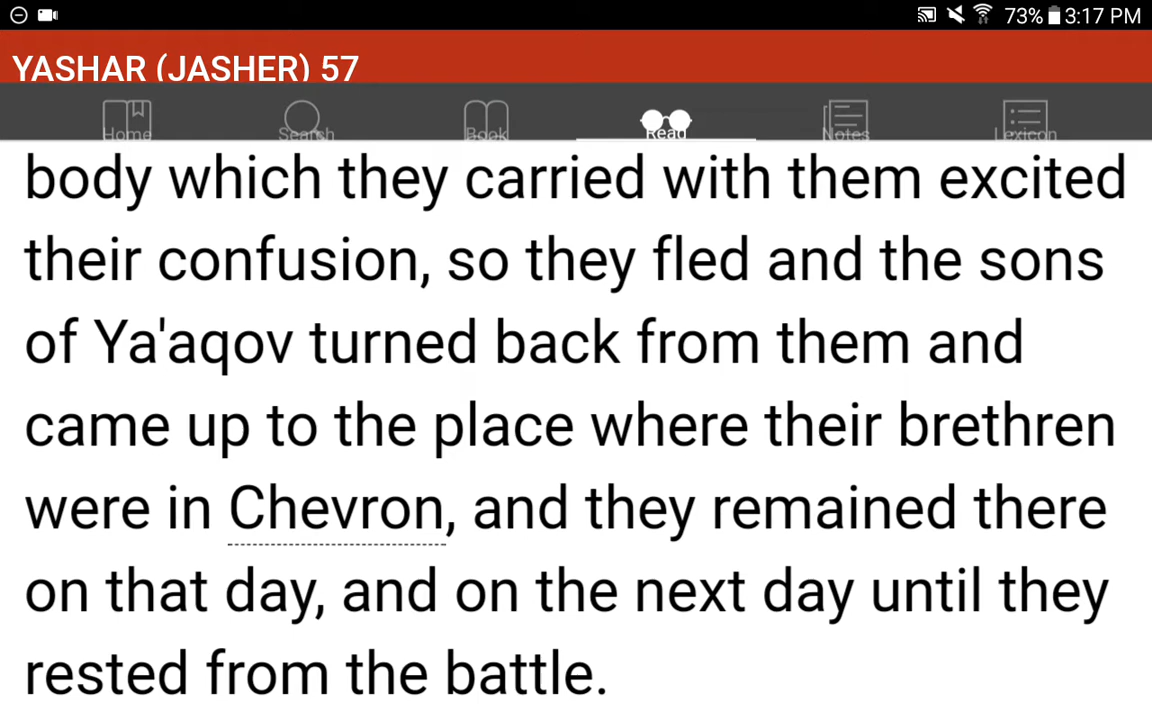 73% 3:17 PM
YASHAR (JASHER) 57
Home Search Book Read Notes Lexicon
body which they carried with them excited
their confusion, so they fled and the sons
of Ya'aqov turned back from them and
came up to the place where their brethren
were in Chevron, and they remained there
on that day, and on the next day until they
rested from the battle.